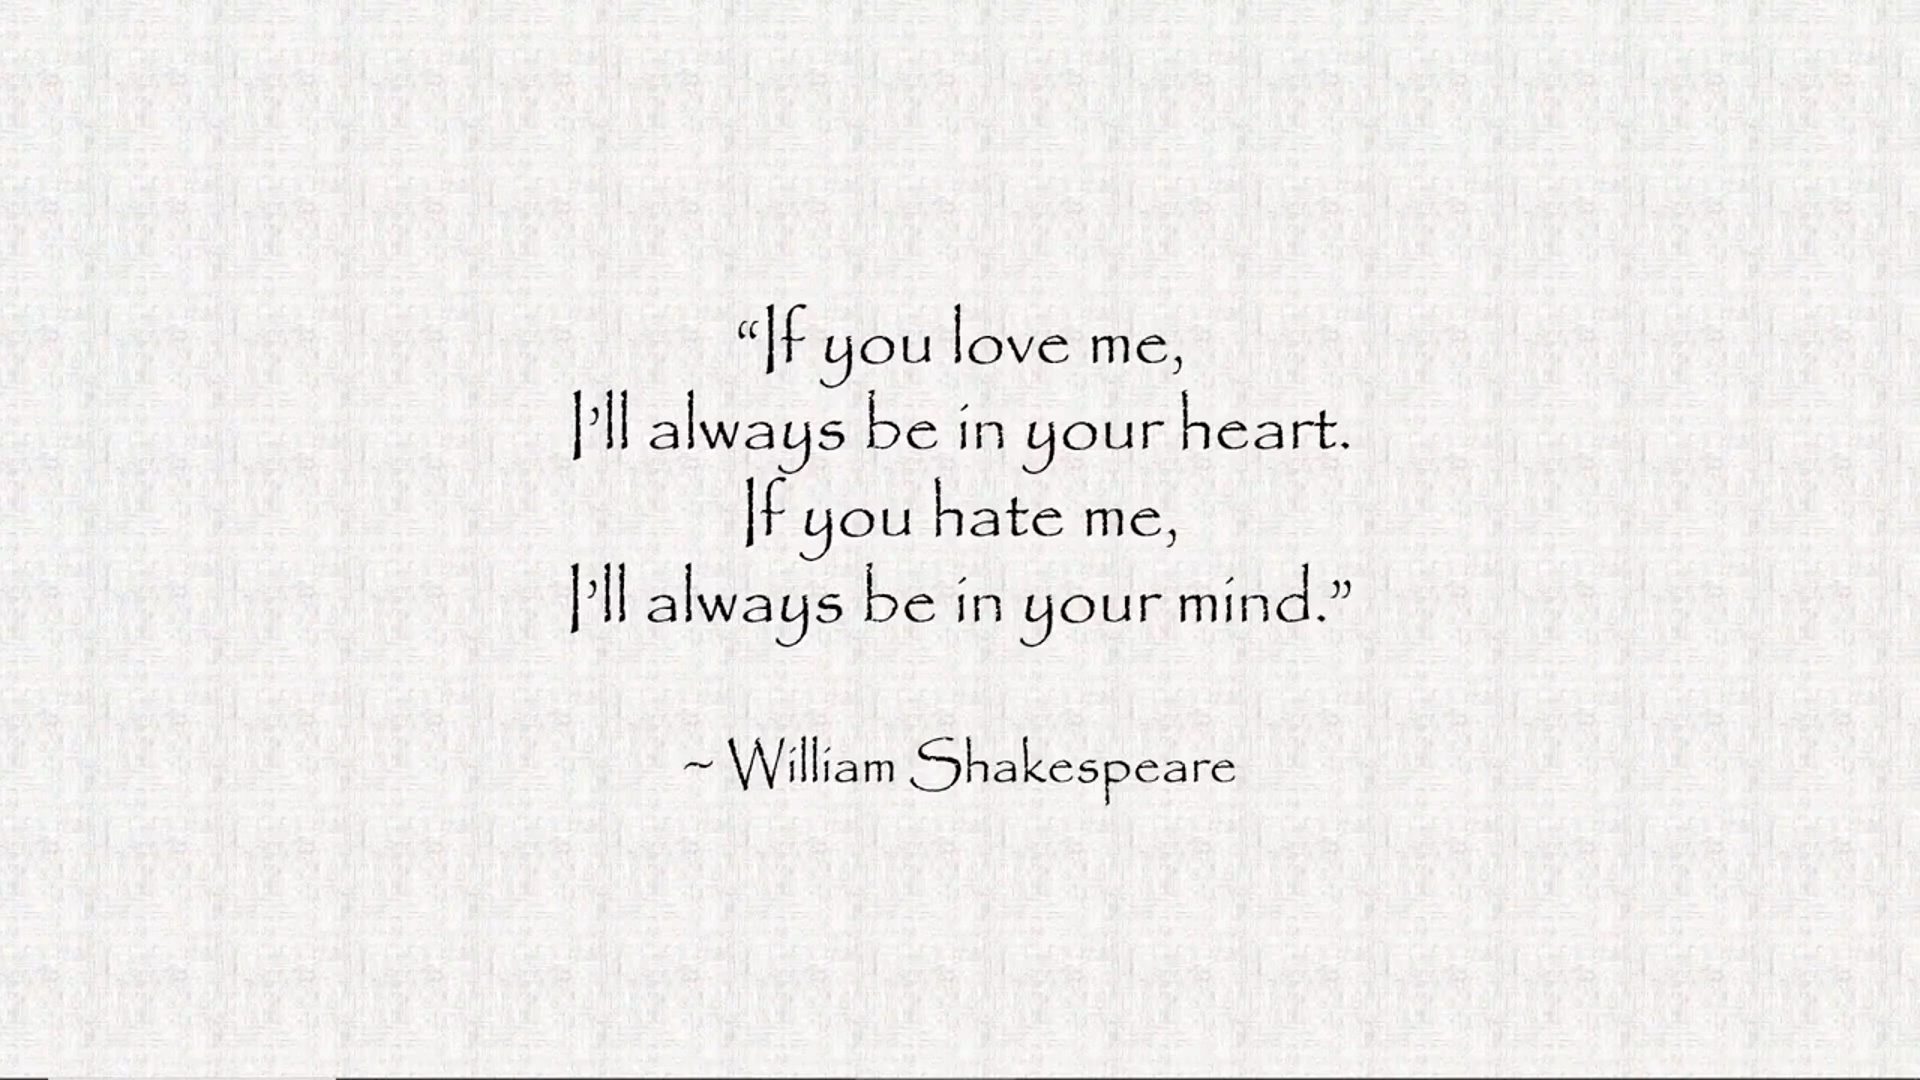 “If you love me,
I’ll always be in your heart.
If you hate me,
I’ll always be in your mind.”
~ William Shakespeare